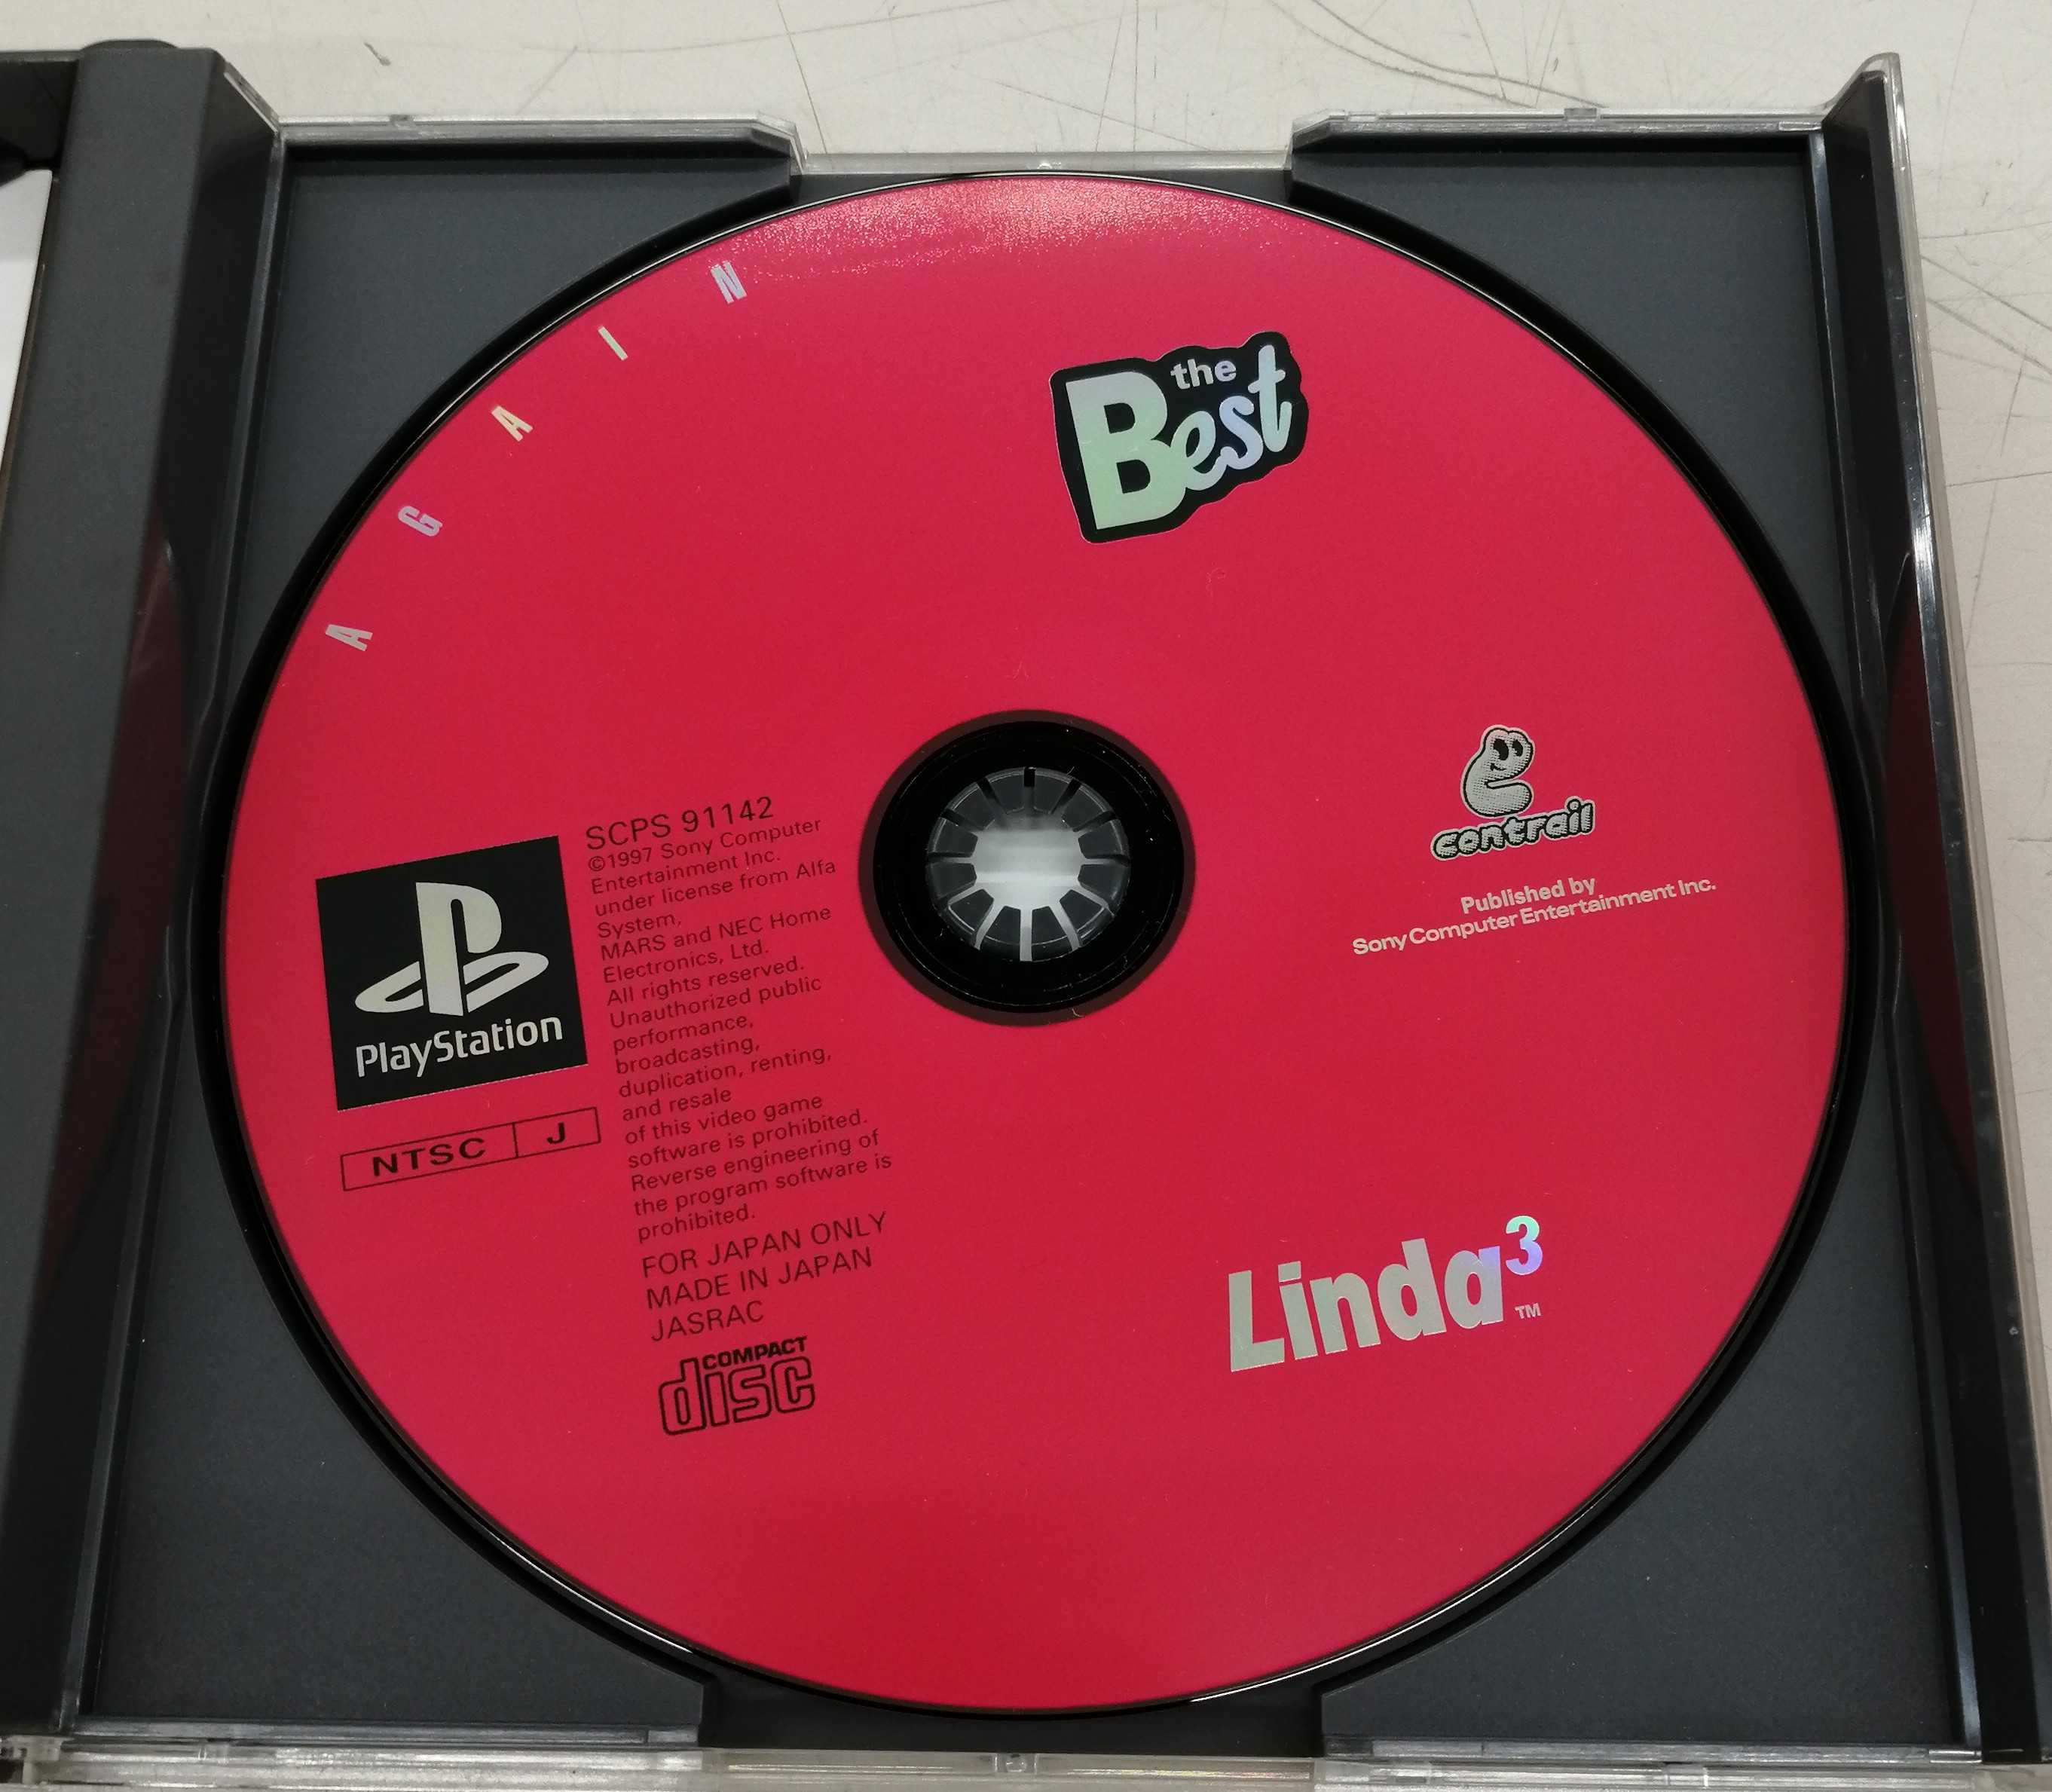 A G A I N
the
Best
contrail
Published by
Sony Computer Entertainment Inc.
SCPS 91142
©1997 Sony Computer
Entertainment Inc.
under license from Alfa
System,
MARS and NEC Home
Electronics, Ltd.
All rights reserved.
Unauthorized public
performance,
broadcasting,
duplication, renting,
and resale
of this video game
software is prohibited.
Reverse engineering of
the program software is
prohibited.
FOR JAPAN ONLY
MADE IN JAPAN
JASRAC
COMPACT
disc
PlayStation
NTSC J
Linda³
TM